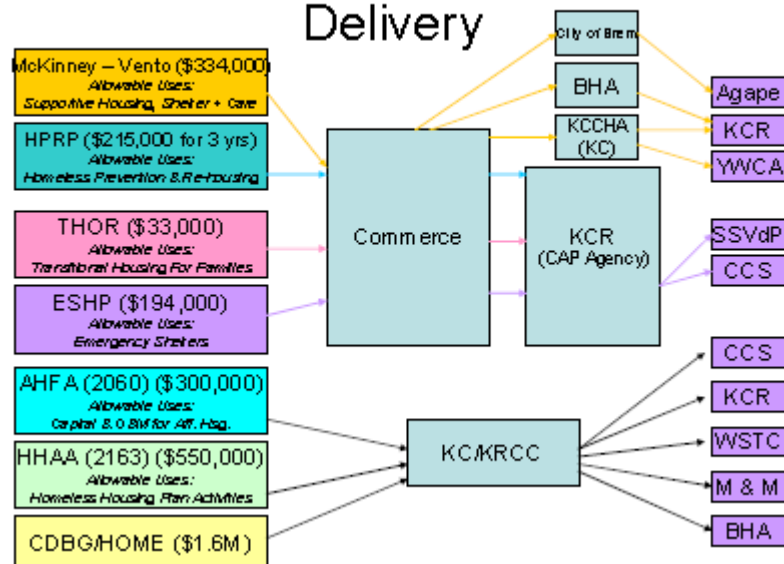 Delivery
McKinney – Vento ($334,000)
Allowable Uses:
Supportive Housing, Shelter + Care
HPRP ($215,000 for 3 yrs)
Allowable Uses:
Homeless Prevention & Re-housing
THOR ($33,000)
Allowable Uses:
Transitional Housing For Families
ESHP ($194,000)
Allowable Uses:
Emergency Shelters
AHFA (2060) ($300,000)
Allowable Uses:
Capital & O&M for Aff. Hsg.
HHAA (2163) ($550,000)
Allowable Uses:
Homeless Housing Plan Activities
CDBG/HOME ($1.6M)
Commerce
City of Brem
BHA
KCCHA
(KC)
KCR
(CAP Agency)
KC/KRCC
Agape
KCR
YWCA
SSVdP
CCS
CCS
KCR
WSTC
M & M
BHA